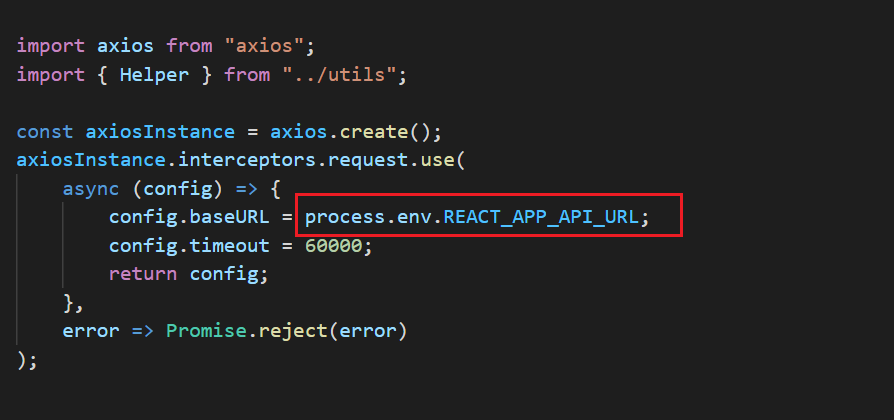 import axios from "axios";
import { Helper } from "../utils";
const axiosInstance = axios.create();
axiosInstance.interceptors.request.use(
async (config) => {
config.baseURL = process.env.REACT_APP_API_URL;
config.timeout = 60000;
return config;
},
error => Promise.reject(error)
);